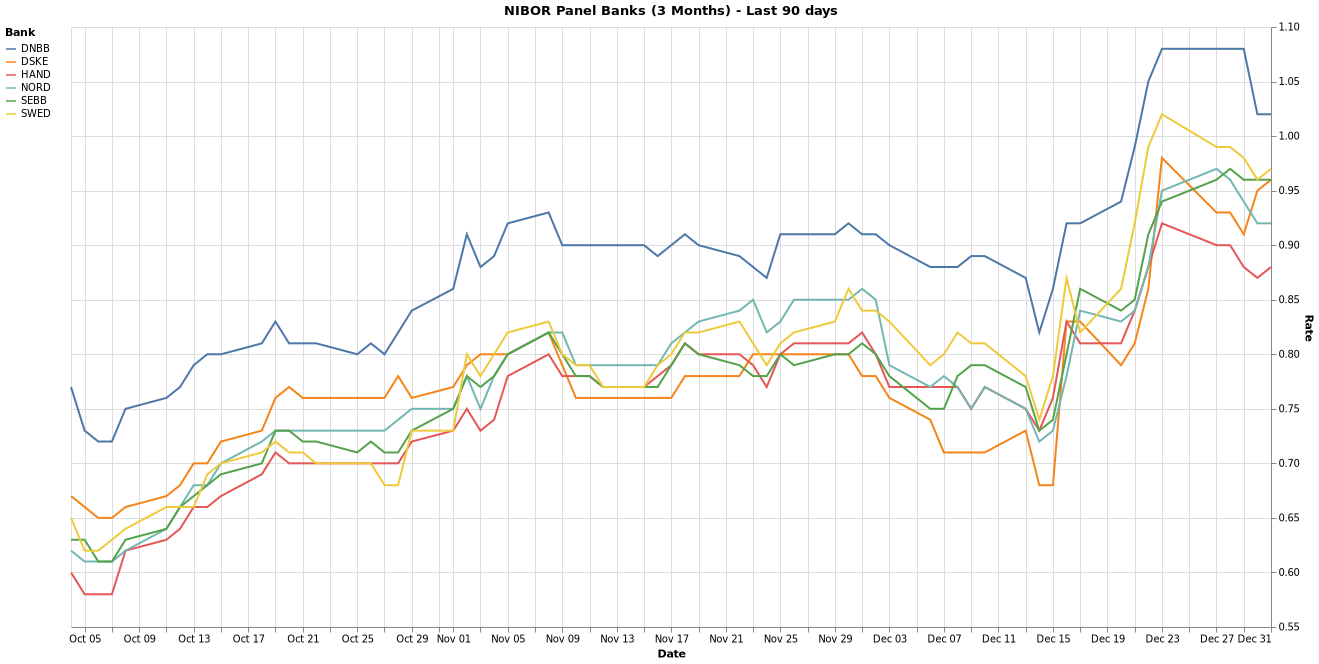 NIBOR Panel Banks (3 Months) - Last 90 days
Bank
DNBB
DSKE
HAND
NORD
SEBB
SWED
1.10
1.05
1.00
0.95
0.90
0.85
0.80
0.75
0.70
0.65
0.60
0.55
Rate
Oct 05 Oct 09 Oct 13 Oct 17 Oct 21 Oct 25 Oct 29 Nov 01 Nov 05 Nov 09 Nov 13 Nov 17 Nov 21 Nov 25 Nov 29 Dec 03 Dec 07 Dec 11 Dec 15 Dec 19 Dec 23 Dec 27 Dec 31
Date